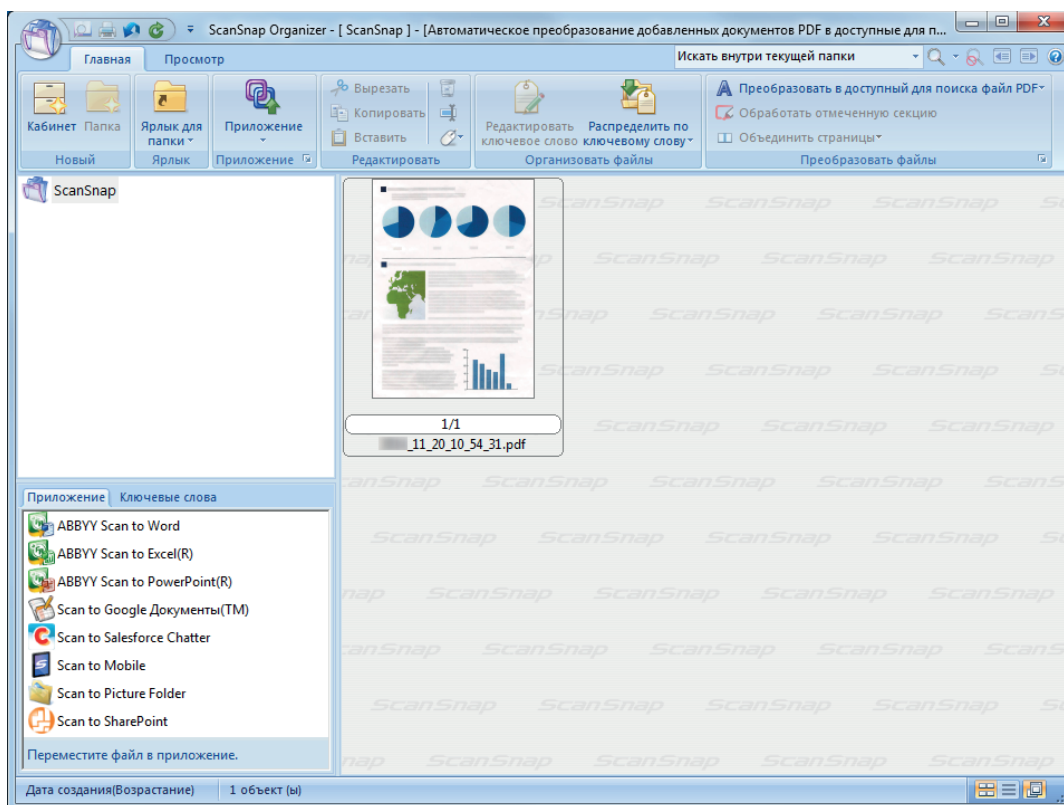 ScanSnap Organizer - [ ScanSnap ] - [Автоматическое преобразование добавленных документов PDF в доступные для п...
Главная Просмотр Искать внутри текущей папки
Кабинет Папка
Новый
Ярлык для папки
Ярлык
Приложение
Приложение
Вырезать
Копировать
Вставить
Редактировать
Редактировать ключевое слово
Распределить по ключевому слову
Организовать файлы
Преобразовать в доступный для поиска файл PDF
Обработать отмеченную секцию
Объединить страницы
Преобразовать файлы
ScanSnap
1/1
_11_20_10_54_31.pdf
Приложение Ключевые слова
ABBYY Scan to Word
ABBYY Scan to Excel(R)
ABBYY Scan to PowerPoint(R)
Scan to Google Документы(TM)
Scan to Salesforce Chatter
Scan to Mobile
Scan to Picture Folder
Scan to SharePoint
Переместите файл в приложение.
Дата создания(Возрастание) 1 объект (ы)